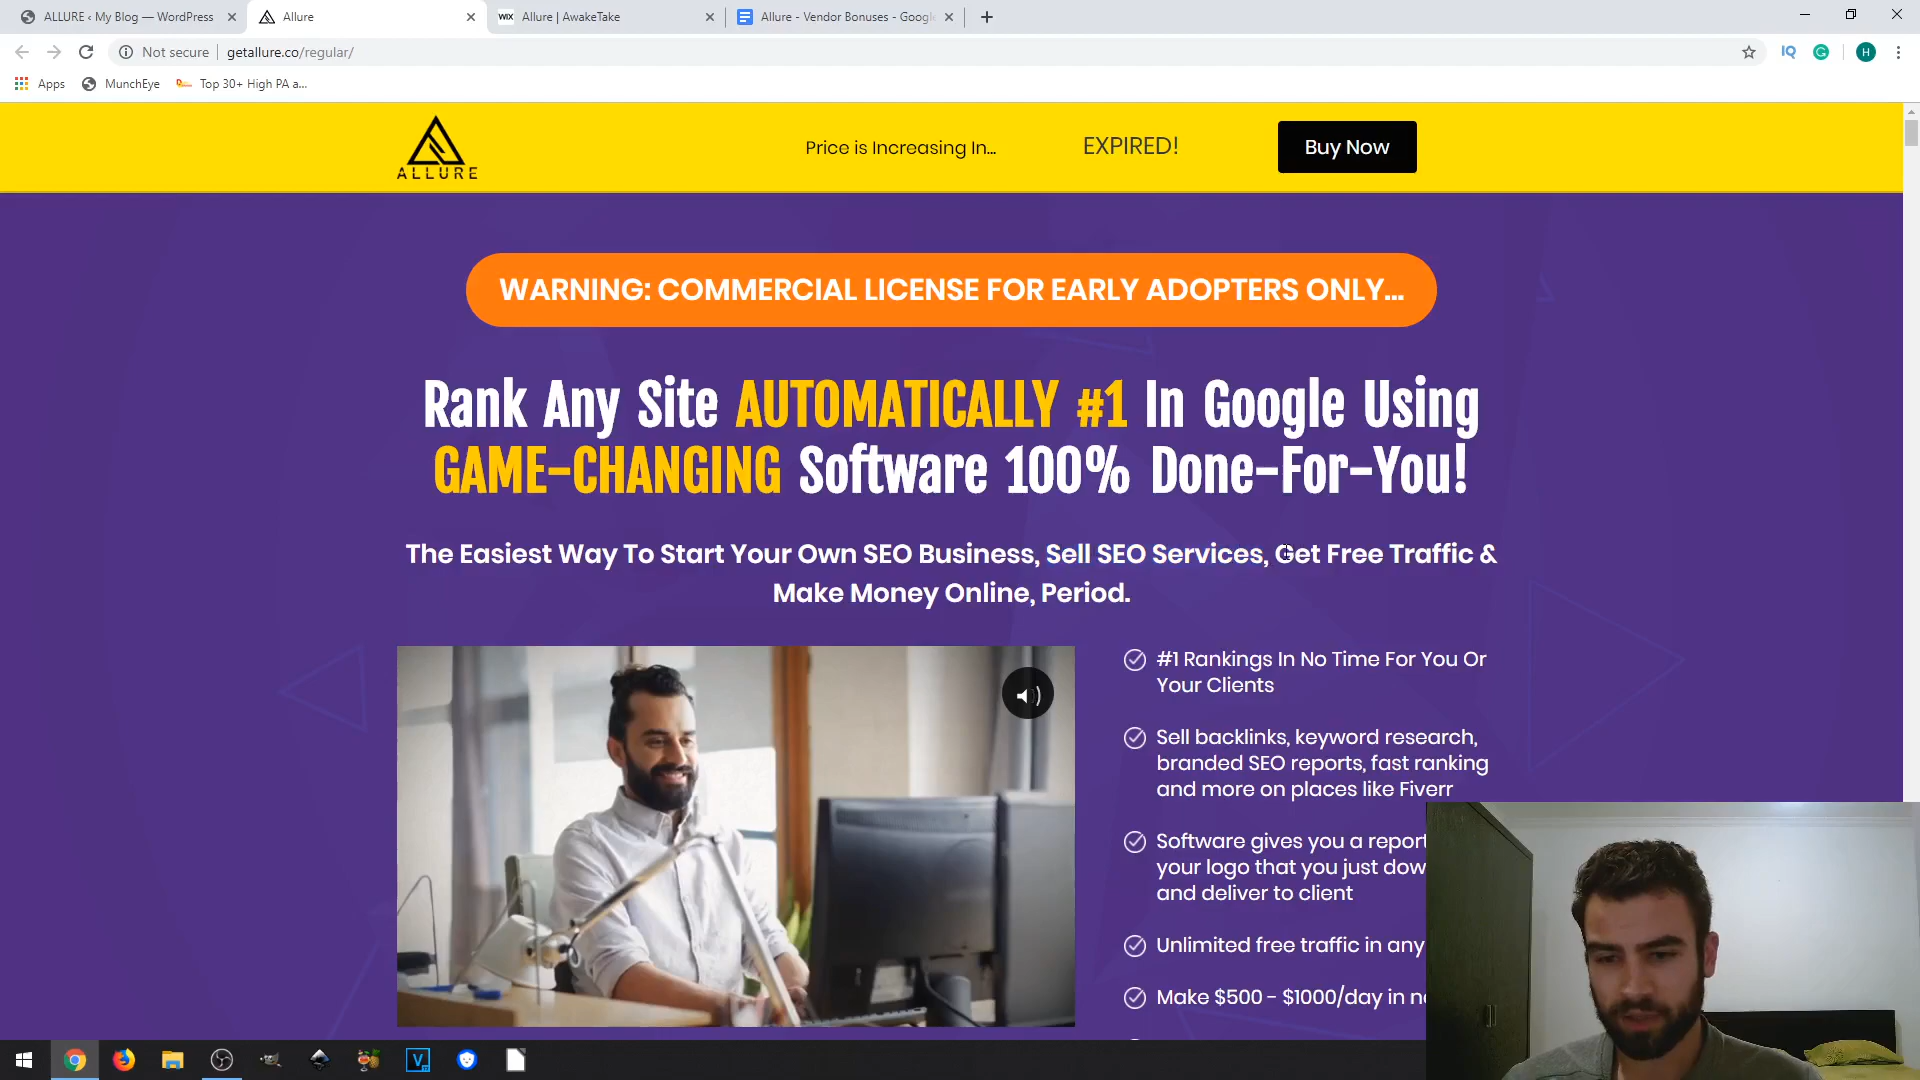 ALLURE ‹ My Blog — WordPress
Allure
WIX Allure | AwakeTake
Allure - Vendor Bonuses - Google
Not secure
getallure.co/regular/
IQ
G
H
Apps
MunchEye
Top 30+ High PA a...
ALLURE
Price is Increasing In...
EXPIRED!
Buy Now
WARNING: COMMERCIAL LICENSE FOR EARLY ADOPTERS ONLY...
Rank Any Site AUTOMATICALLY #1 In Google Using
GAME-CHANGING Software 100% Done-For-You!
The Easiest Way To Start Your Own SEO Business, Sell SEO Services, Get Free Traffic &
Make Money Online, Period.
#1 Rankings In No Time For You Or
Your Clients
Sell backlinks, keyword research,
branded SEO reports, fast ranking
and more on places like Fiverr
Software gives you a report
your logo that you just dow
and deliver to client
Unlimited free traffic in any
Make $500 - $1000/day in
V